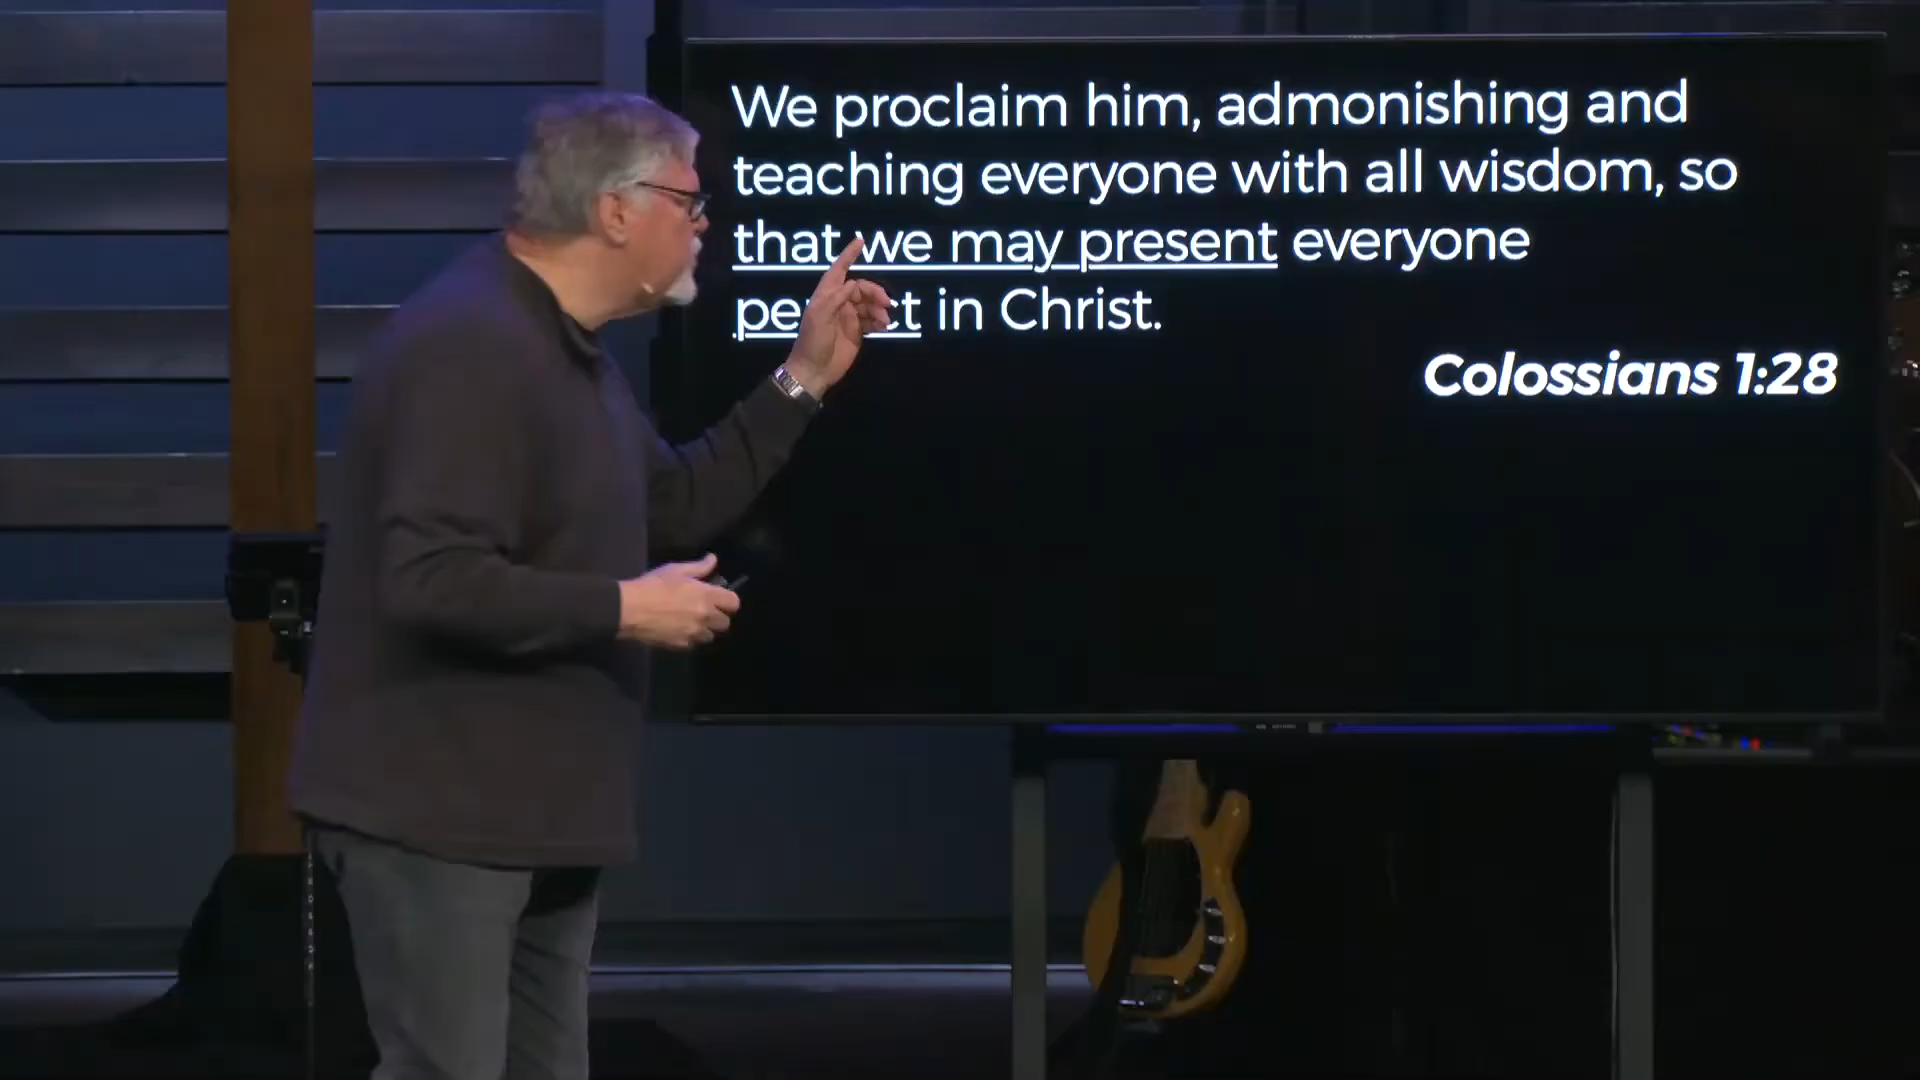 We proclaim him, admonishing and
teaching everyone with all wisdom, so
that we may present everyone
perfect in Christ.
Colossians 1:28